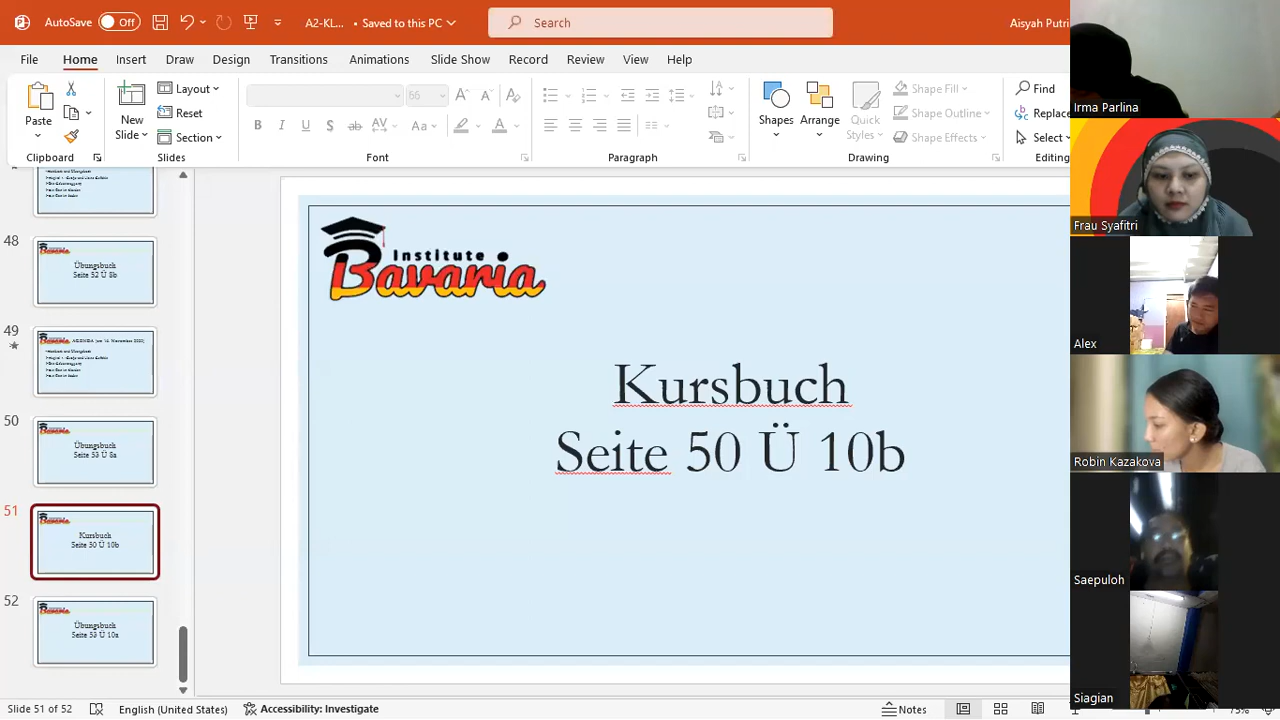 AutoSave Off A2-KL... • Saved to this PC Search Aisyah Putri
File Home Insert Draw Design Transitions Animations Slide Show Record Review View Help
Paste
New Slide
Layout
Reset
Section
66
Aa
Shapes Arrange Quick Styles
Shape Fill
Shape Outline
Shape Effects
Find
Replace
Select
Clipboard Slides Font Paragraph Drawing Editing
48
Übungsbuch
Seite 52 Ü 8b
49
50
Übungsbuch
Seite 53 Ü 8a
51
Kursbuch
Seite 50 Ü 10b
52
Übungsbuch
Seite 53 Ü 10a
Institute
Bavaria
Kursbuch
Seite 50 Ü 10b
Irma Parlina
Frau Syafitri
Alex
Robin Kazakova
Saepuloh
Siagian
Slide 51 of 52 English (United States) Accessibility: Investigate Notes 75%